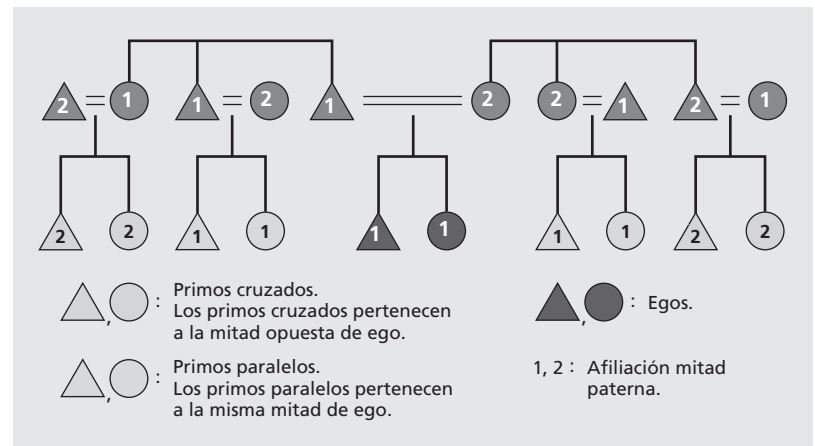 2 1 1 2 1 2 2 1 2 1
2 2 1 1 1 1 1 1 2 2
, : Primos cruzados.
Los primos cruzados pertenecen
a la mitad opuesta de ego.
, : Egos.
, : Primos paralelos.
Los primos paralelos pertenecen
a la misma mitad de ego.
1, 2 : Afiliación mitad
paterna.